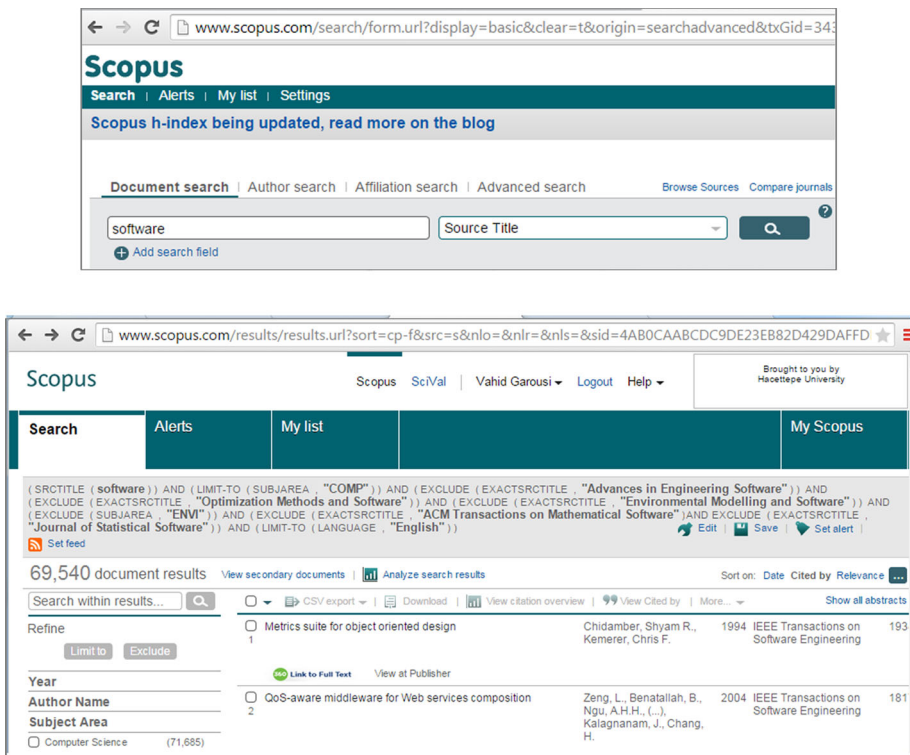 www.scopus.com/search/form.url?display=basic&clear=t&origin=searchadvanced&txGid=343
Scopus
Search | Alerts | My list | Settings
Scopus h-index being updated, read more on the blog
Document search | Author search | Affiliation search | Advanced search Browse Sources Compare journals
software Source Title
Add search field
www.scopus.com/results/results.url?sort=cp-f&src=s&nlo=&nlr=&nls=&sid=4AB0CAABCDC9DE23EB82D429DAFFD
Scopus Scopus SciVal | Vahid Garousi Logout Help Brought to you by
Hacettepe University
Search Alerts My list My Scopus
( SRCTITLE ( software ) ) AND ( LIMIT-TO ( SUBJAREA , "COMP" ) ) AND ( EXCLUDE ( EXACTSRCTITLE , "Advances in Engineering Software" ) ) AND
( EXCLUDE ( EXACTSRCTITLE , "Optimization Methods and Software" ) ) AND ( EXCLUDE ( EXACTSRCTITLE , "Environmental Modelling and Software" ) ) AND
( EXCLUDE ( SUBJAREA , "ENVI" ) ) AND ( EXCLUDE ( EXACTSRCTITLE , "ACM Transactions on Mathematical Software" )AND EXCLUDE ( EXACTSRCTITLE ,
"Journal of Statistical Software" ) ) AND ( LIMIT-TO ( LANGUAGE , "English" ) ) Edit | Save | Set alert |
Set feed
69,540 document results View secondary documents | Analyze search results Sort on: Date Cited by Relevance ...
Search within results... CSV export | Download | View citation overview | View Cited by | More... Show all abstracts
Refine Metrics suite for object oriented design Chidamber, Shyam R., 1994 IEEE Transactions on 193
1 Kemerer, Chris F. Software Engineering
Limit to Exclude
360 Link to Full Text View at Publisher
Year
Author Name QoS-aware middleware for Web services composition Zeng, L., Benatallah, B., 2004 IEEE Transactions on 181
2 Ngu, A.H.H., (...), Software Engineering
Subject Area Kalagnanam, J., Chang,
Computer Science (71,685) H.